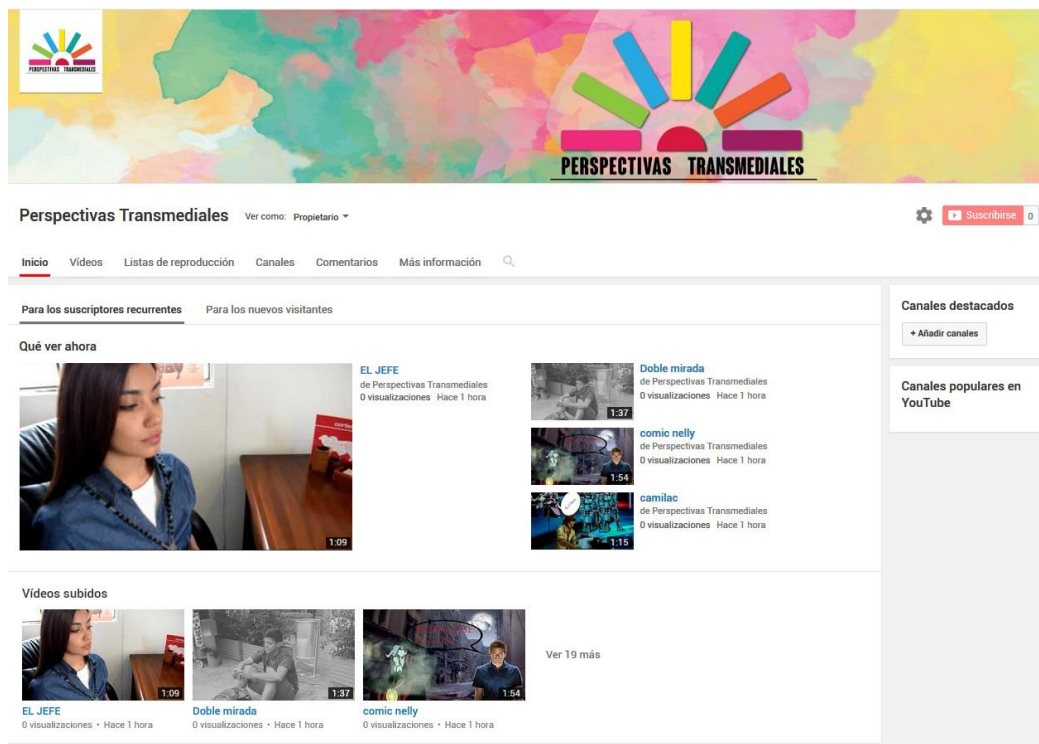 PERSPECTIVAS TRANSMEDIALES
PERSPECTIVAS TRANSMEDIALES
Perspectivas Transmediales Ver como: Propietario
Suscribirse 0
Inicio Vídeos Listas de reproducción Canales Comentarios Más información
Para los suscriptores recurrentes Para los nuevos visitantes
Qué ver ahora
1:09
EL JEFE
de Perspectivas Transmediales
0 visualizaciones Hace 1 hora
1:37
Doble mirada
de Perspectivas Transmediales
0 visualizaciones Hace 1 hora
1:54
comic nelly
de Perspectivas Transmediales
0 visualizaciones Hace 1 hora
1:15
camilac
de Perspectivas Transmediales
0 visualizaciones Hace 1 hora
Canales destacados
+ Añadir canales
Canales populares en
YouTube
Vídeos subidos
1:09
EL JEFE
0 visualizaciones • Hace 1 hora
1:37
Doble mirada
0 visualizaciones • Hace 1 hora
1:54
comic nelly
0 visualizaciones • Hace 1 hora
Ver 19 más